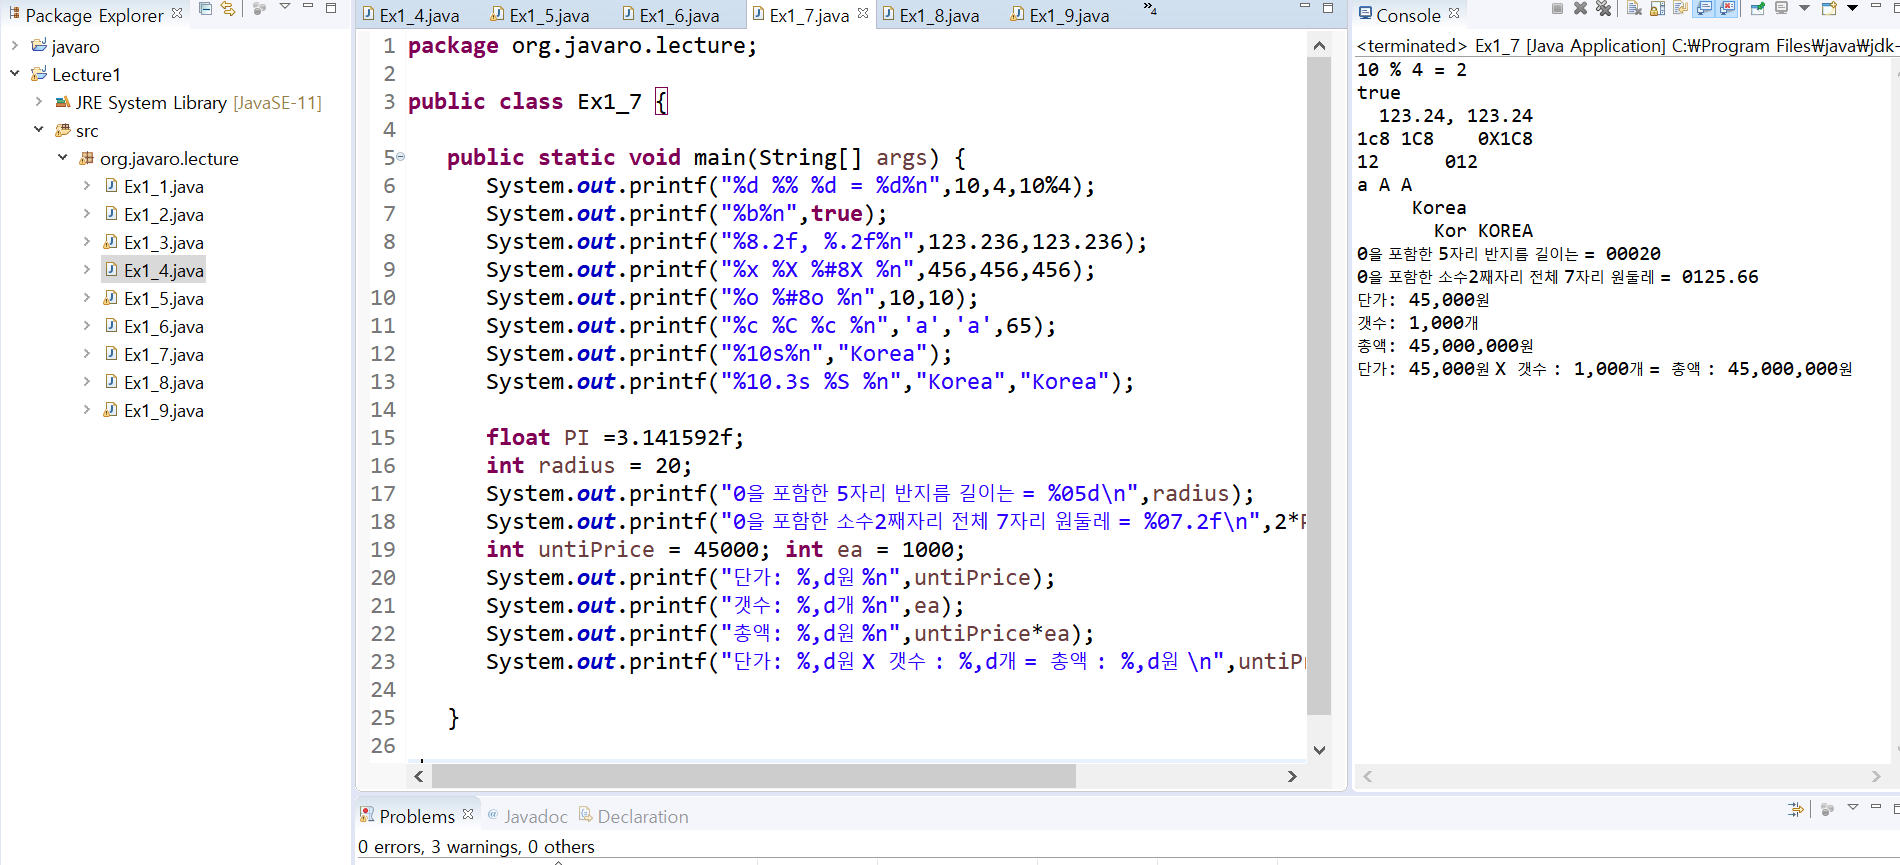 Package Explorer
javaro
Lecture1
JRE System Library [JavaSE-11]
src
org.javaro.lecture
Ex1_1.java
Ex1_2.java
Ex1_3.java
Ex1_4.java
Ex1_5.java
Ex1_6.java
Ex1_7.java
Ex1_8.java
Ex1_9.java
Ex1_4.java Ex1_5.java Ex1_6.java Ex1_7.java Ex1_8.java Ex1_9.java »4
1 package org.javaro.lecture;
2
3 public class Ex1_7 {
4
5 public static void main(String[] args) {
6 System.out.printf("%d %% %d = %d%n",10,4,10%4);
7 System.out.printf("%b%n",true);
8 System.out.printf("%8.2f, %.2f%n",123.236,123.236);
9 System.out.printf("%x %X %#8X %n",456,456,456);
10 System.out.printf("%o %#8o %n",10,10);
11 System.out.printf("%c %C %c %n",'a','a',65);
12 System.out.printf("%10s%n","Korea");
13 System.out.printf("%10.3s %S %n","Korea","Korea");
14
15 float PI =3.141592f;
16 int radius = 20;
17 System.out.printf("0을 포함한 5자리 반지름 길이는 = %05d\n",radius);
18 System.out.printf("0을 포함한 소수2째자리 전체 7자리 원둘레 = %07.2f\n",2*P
19 int untiPrice = 45000; int ea = 1000;
20 System.out.printf("단가: %,d원 %n",untiPrice);
21 System.out.printf("갯수: %,d개 %n",ea);
22 System.out.printf("총액: %,d원 %n",untiPrice*ea);
23 System.out.printf("단가: %,d원 X 갯수 : %,d개 = 총액 : %,d원 \n",untiPr
24
25 }
26
Console
<terminated> Ex1_7 [Java Application] C:₩Program Files₩java₩jdk-
10 % 4 = 2
true
  123.24, 123.24
1c8 1C8    0X1C8
12      012
a A A
     Korea
       Kor KOREA
0을 포함한 5자리 반지름 길이는 = 00020
0을 포함한 소수2째자리 전체 7자리 원둘레 = 0125.66
단가: 45,000원
갯수: 1,000개
총액: 45,000,000원
단가: 45,000원 X 갯수 : 1,000개 = 총액 : 45,000,000원
Problems @ Javadoc Declaration
0 errors, 3 warnings, 0 others